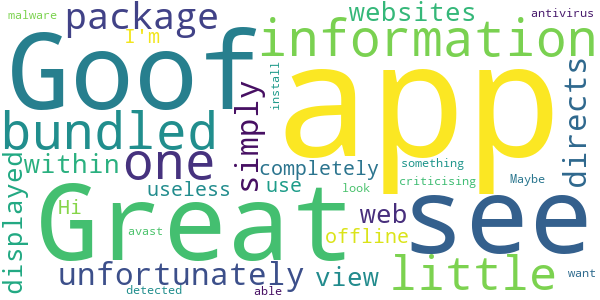 malware package I'm websites antivirus
Goof information
app
bundled one simply install directs
within completely something
displayed useless use look criticising Maybe
Hi Great web see
avast offline
unfortunately view little want
detected able